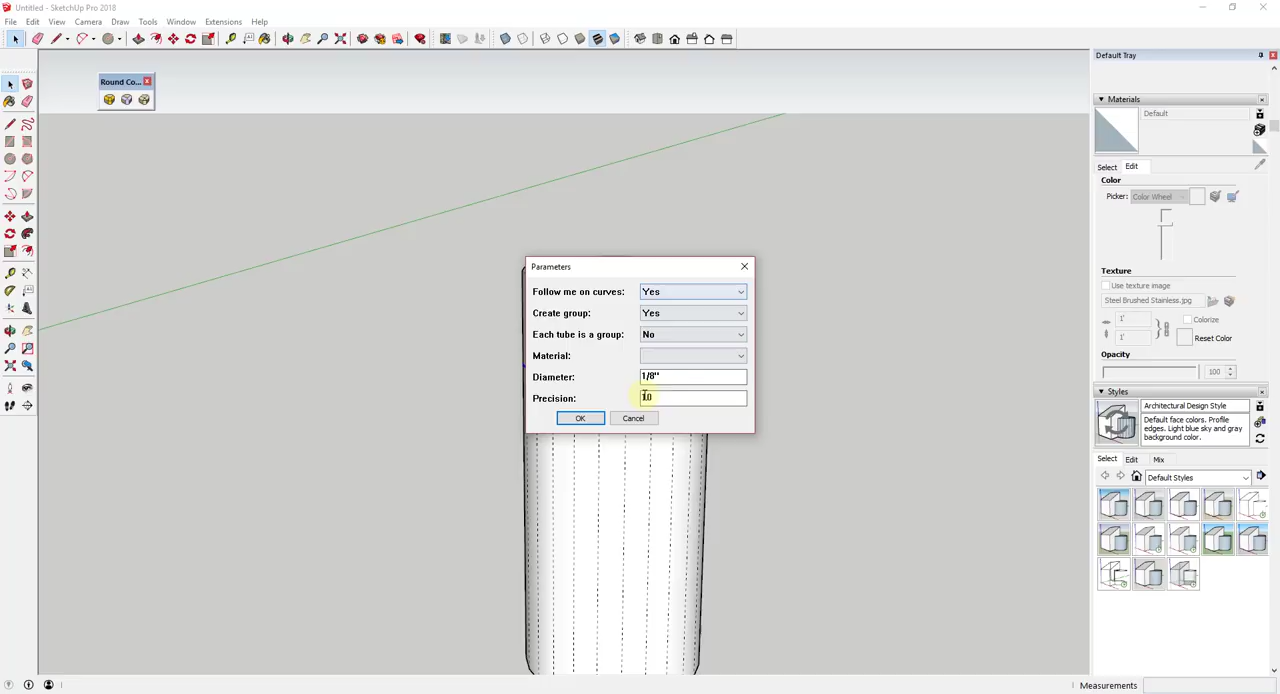 Untitled - SketchUp Pro 2018
File Edit View Camera Draw Tools Window Extensions Help
Default Tray
Round Co...
Materials
Default
Select Edit
Color
Picker: Color Wheel
Parameters
Follow me on curves: Yes
Create group: Yes
Each tube is a group: No
Material:
Diameter: 1/8"
Precision: 10
OK Cancel
Texture
Use texture image
Steel Brushed Stainless.jpg
1' Colorize
1' Reset Color
Opacity
100
Styles
Architectural Design Style
Default face colors. Profile
edges. Light blue sky and gray
background color.
Select Edit Mix
Default Styles
Measurements